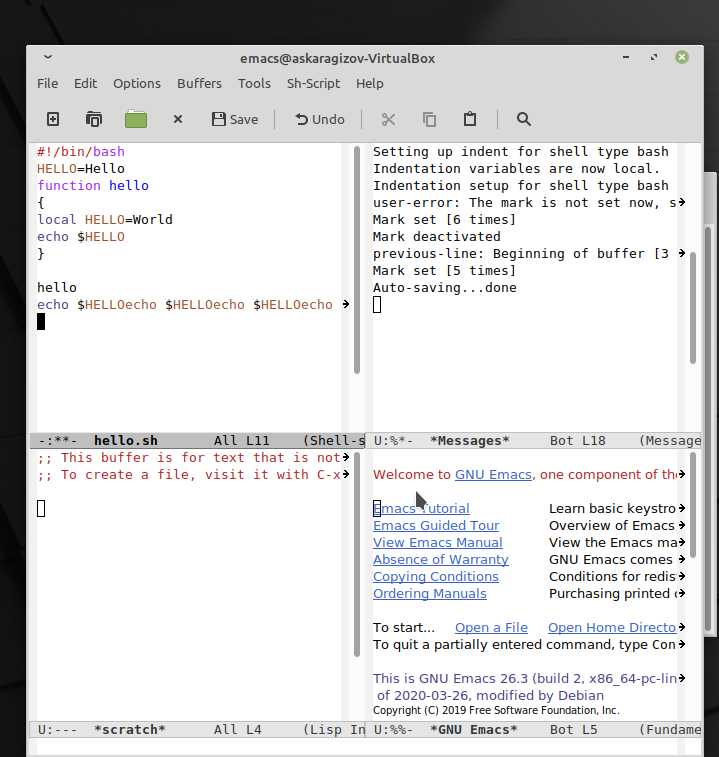 emacs@askaragizov-VirtualBox
File Edit Options Buffers Tools Sh-Script Help
Save Undo
#!/bin/bash
HELLO=Hello
function hello
{
local HELLO=World
echo $HELLO
}
hello
echo $HELLOecho $HELLOecho $HELLOecho
-:**- hello.sh All L11 (Shell-s
Setting up indent for shell type bash
Indentation variables are now local.
Indentation setup for shell type bash
user-error: The mark is not set now, s
Mark set [6 times]
Mark deactivated
previous-line: Beginning of buffer [3
Mark set [5 times]
Auto-saving...done
U:%*- *Messages* Bot L18 (Message
;; This buffer is for text that is not
;; To create a file, visit it with C-x
U:--- *scratch* All L4 (Lisp In
Welcome to GNU Emacs, one component of the
Emacs Tutorial Learn basic keystro
Emacs Guided Tour Overview of Emacs
View Emacs Manual View the Emacs ma
Absence of Warranty GNU Emacs comes
Copying Conditions Conditions for redis
Ordering Manuals Purchasing printed
To start... Open a File Open Home Directo
To quit a partially entered command, type Con
This is GNU Emacs 26.3 (build 2, x86_64-pc-lin
of 2020-03-26, modified by Debian
Copyright (C) 2019 Free Software Foundation, Inc.
U:%%- *GNU Emacs* Bot L5 (Fundame